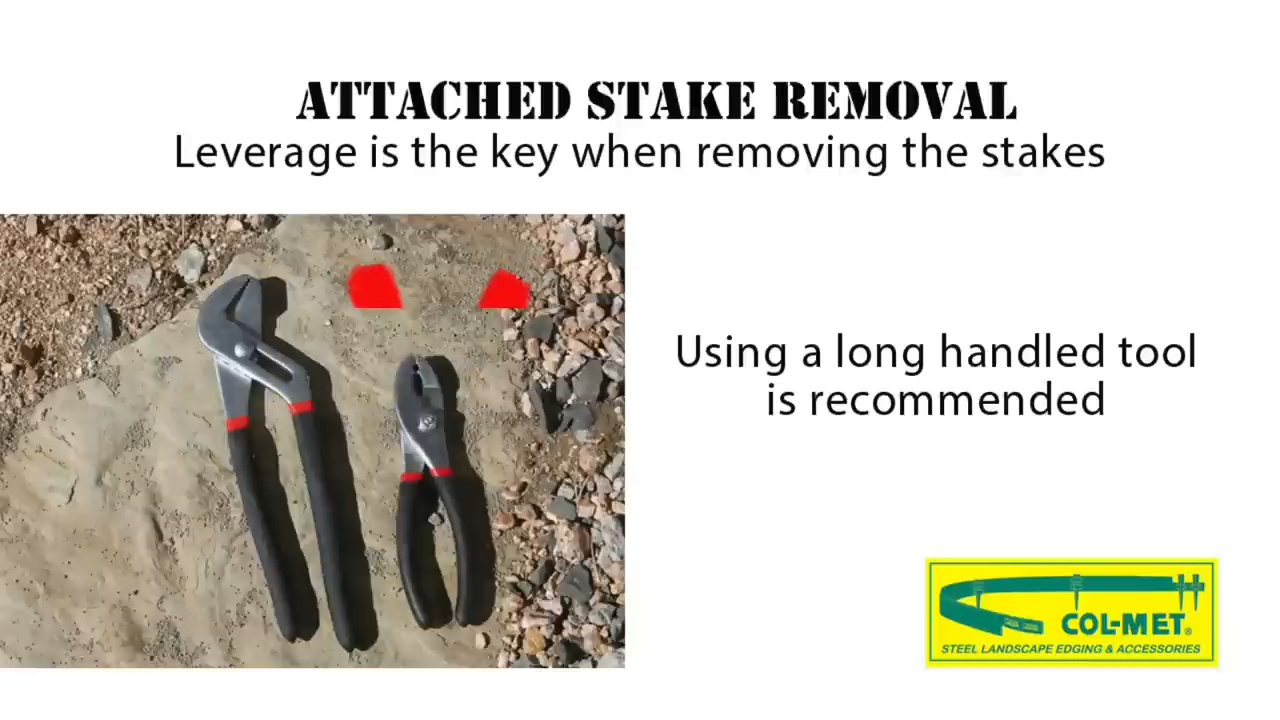 ATTACHED STAKE REMOVAL
Leverage is the key when removing the stakes
Using a long handled tool
is recommended
COL-MET®
STEEL LANDSCAPE EDGING & ACCESSORIES